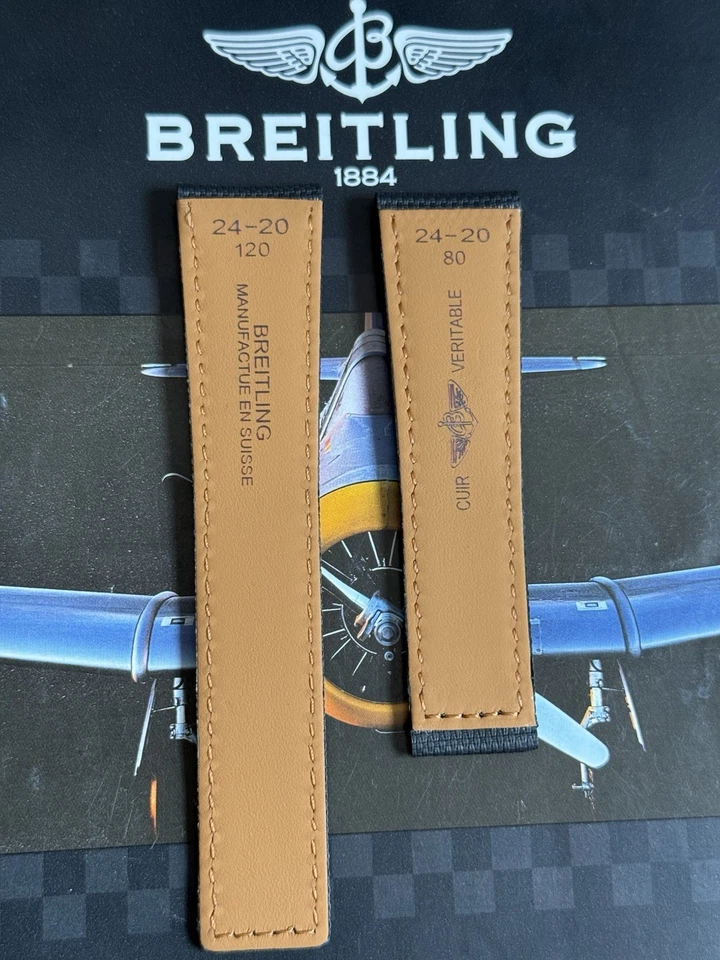 BREITLING
1884
24-20
120
BREITLING
MANUFACTUE EN SUISSE
24-20
80
CUIR VERITABLE